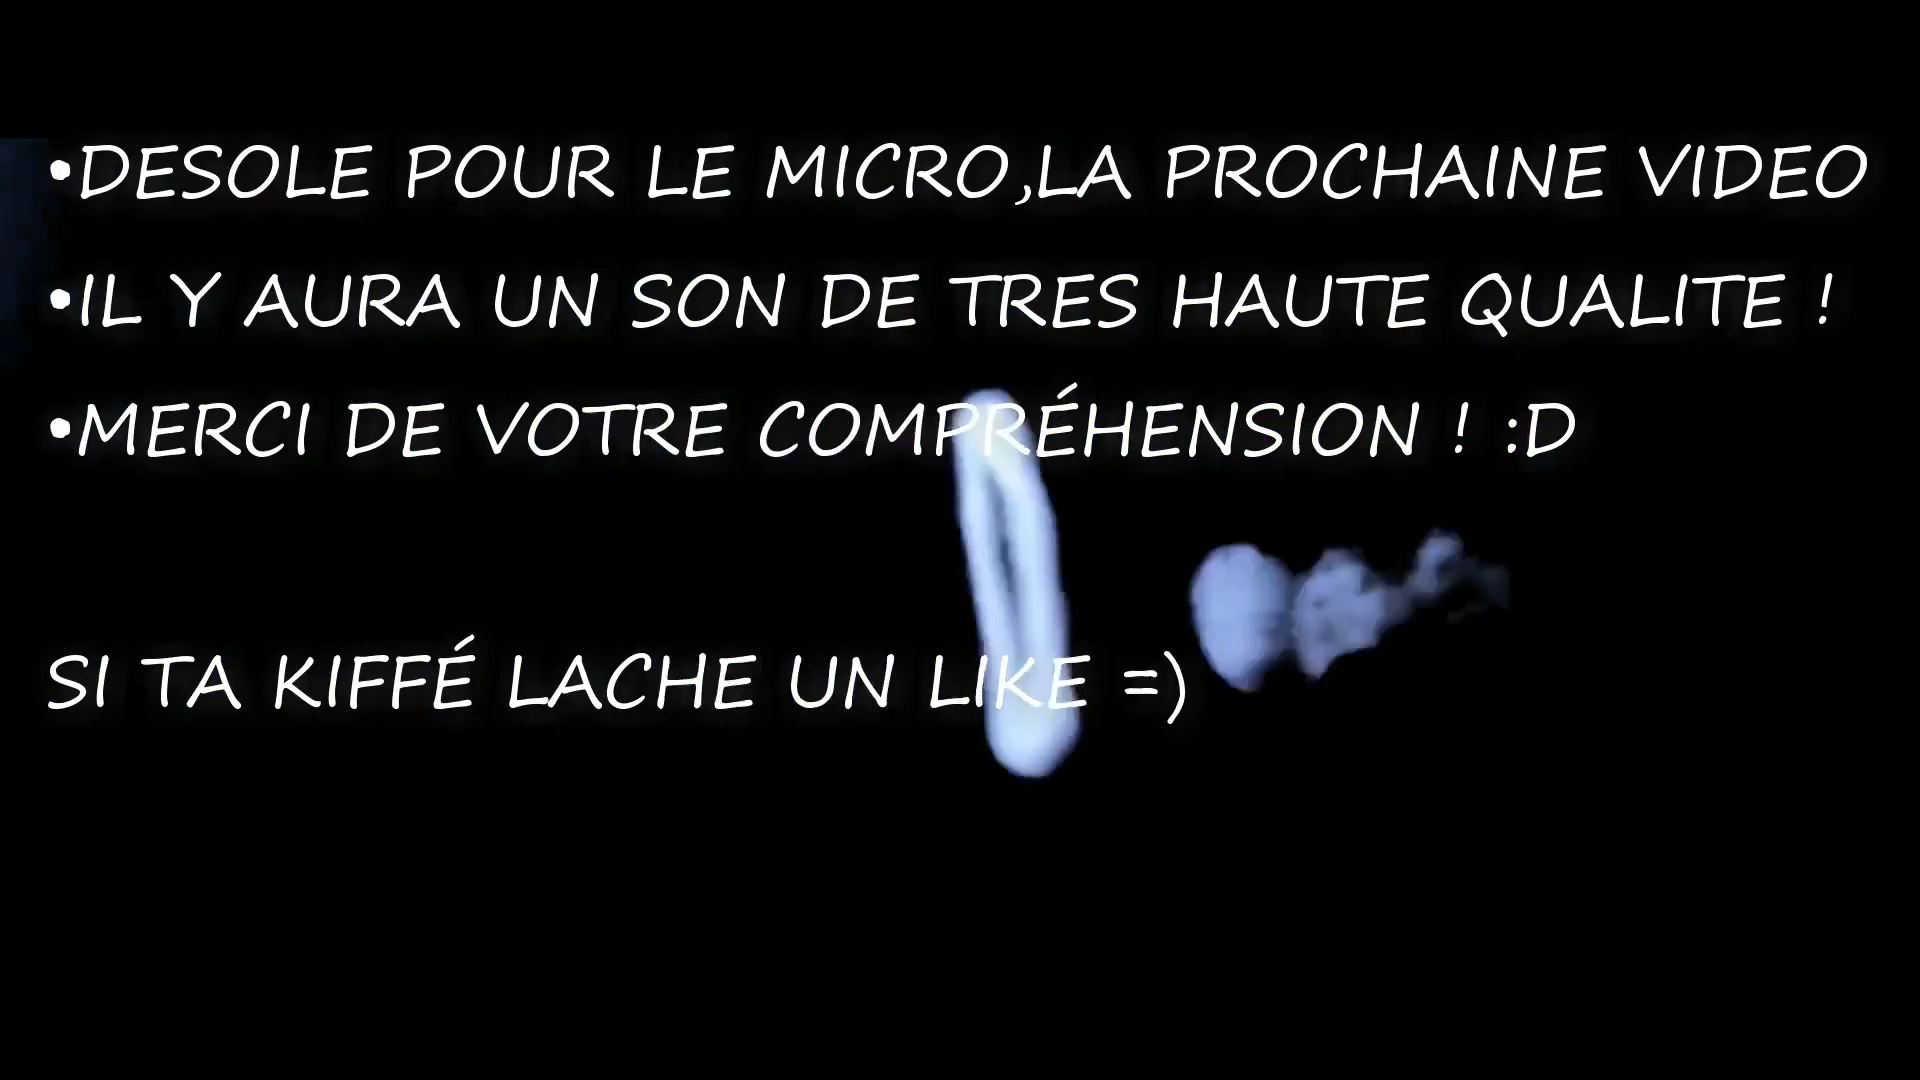 •DESOLE POUR LE MICRO,LA PROCHAINE VIDEO
•IL Y AURA UN SON DE TRES HAUTE QUALITE !
•MERCI DE VOTRE COMPRÉHENSION ! :D
SI TA KIFFÉ LACHE UN LIKE =)